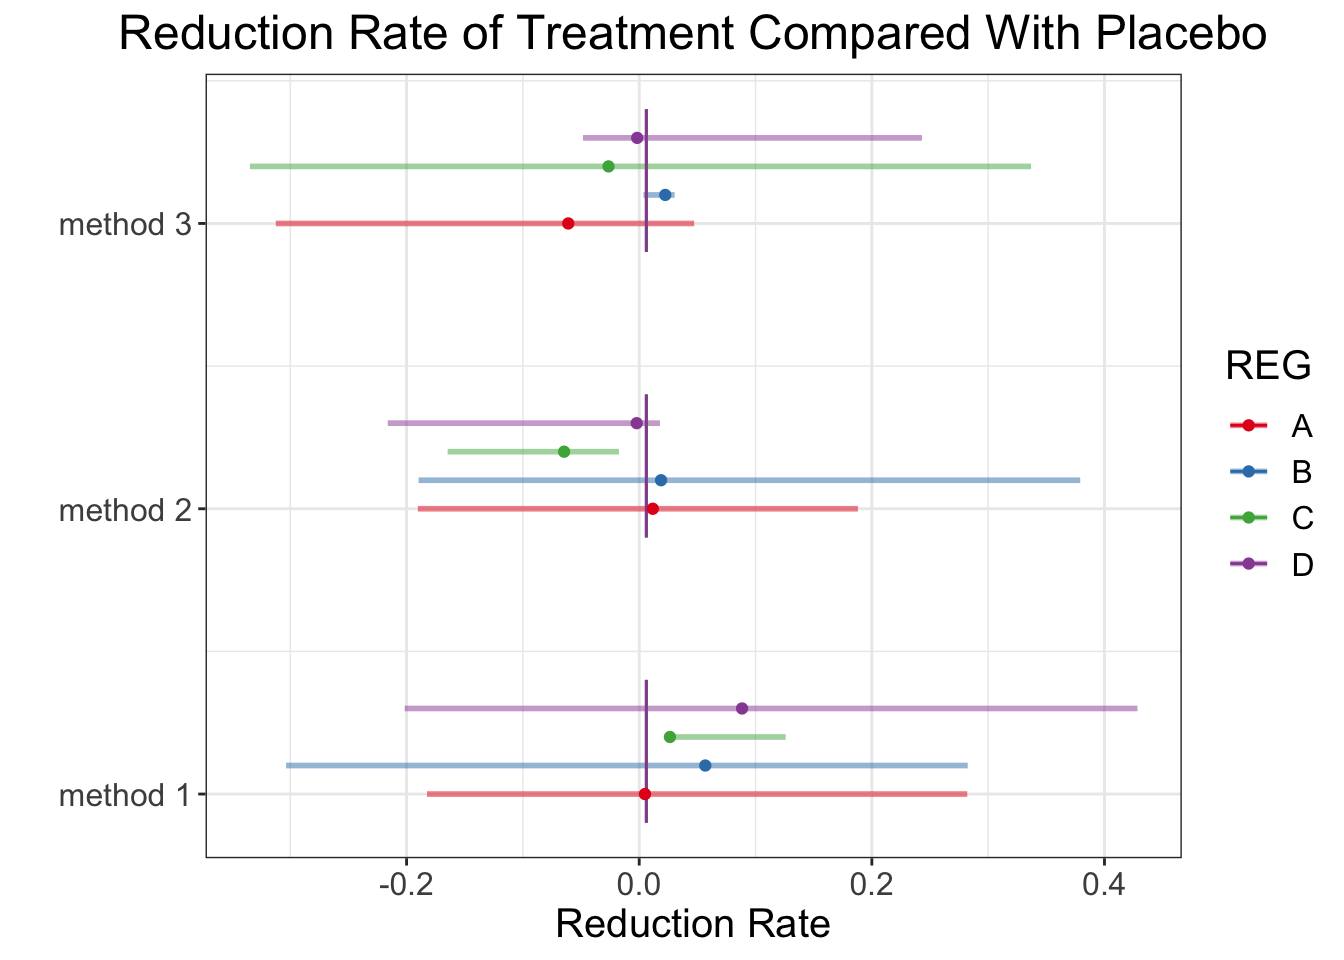 Reduction Rate of Treatment Compared With Placebo
method 3
method 2
method 1
-0.2 0.0 0.2 0.4
Reduction Rate
REG
A
B
C
D